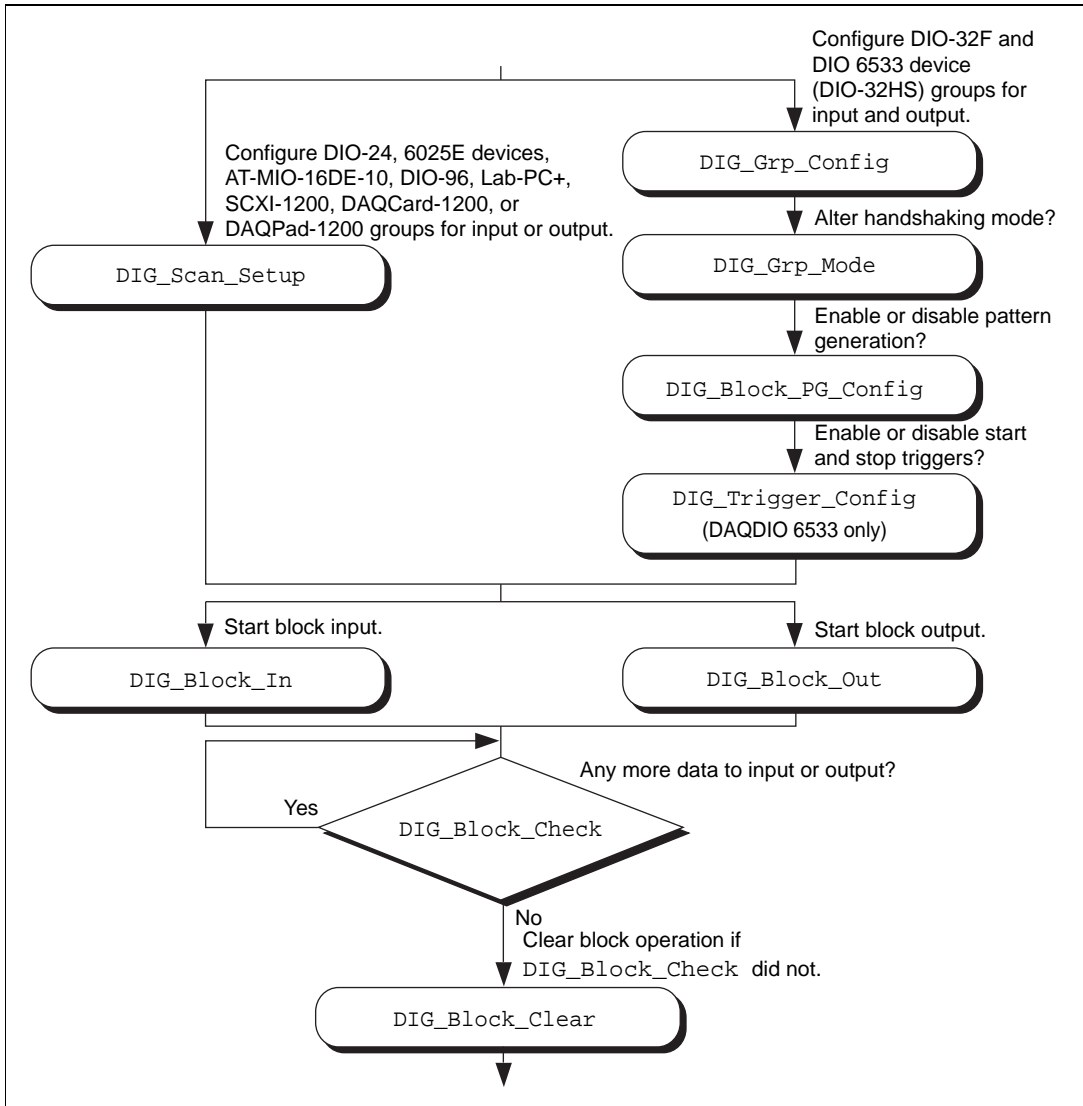 Configure DIO-32F and
DIO 6533 device
(DIO-32HS) groups for
input and output.
DIG_Grp_Config
Configure DIO-24, 6025E devices,
AT-MIO-16DE-10, DIO-96, Lab-PC+,
SCXI-1200, DAQCard-1200, or
DAQPad-1200 groups for input or output.
DIG_Scan_Setup
Alter handshaking mode?
DIG_Grp_Mode
Enable or disable pattern
generation?
DIG_Block_PG_Config
Enable or disable start
and stop triggers?
DIG_Trigger_Config
(DAQDIO 6533 only)
Start block input.
DIG_Block_In
Start block output.
DIG_Block_Out
Any more data to input or output?
Yes
DIG_Block_Check
No
Clear block operation if
DIG_Block_Check did not.
DIG_Block_Clear